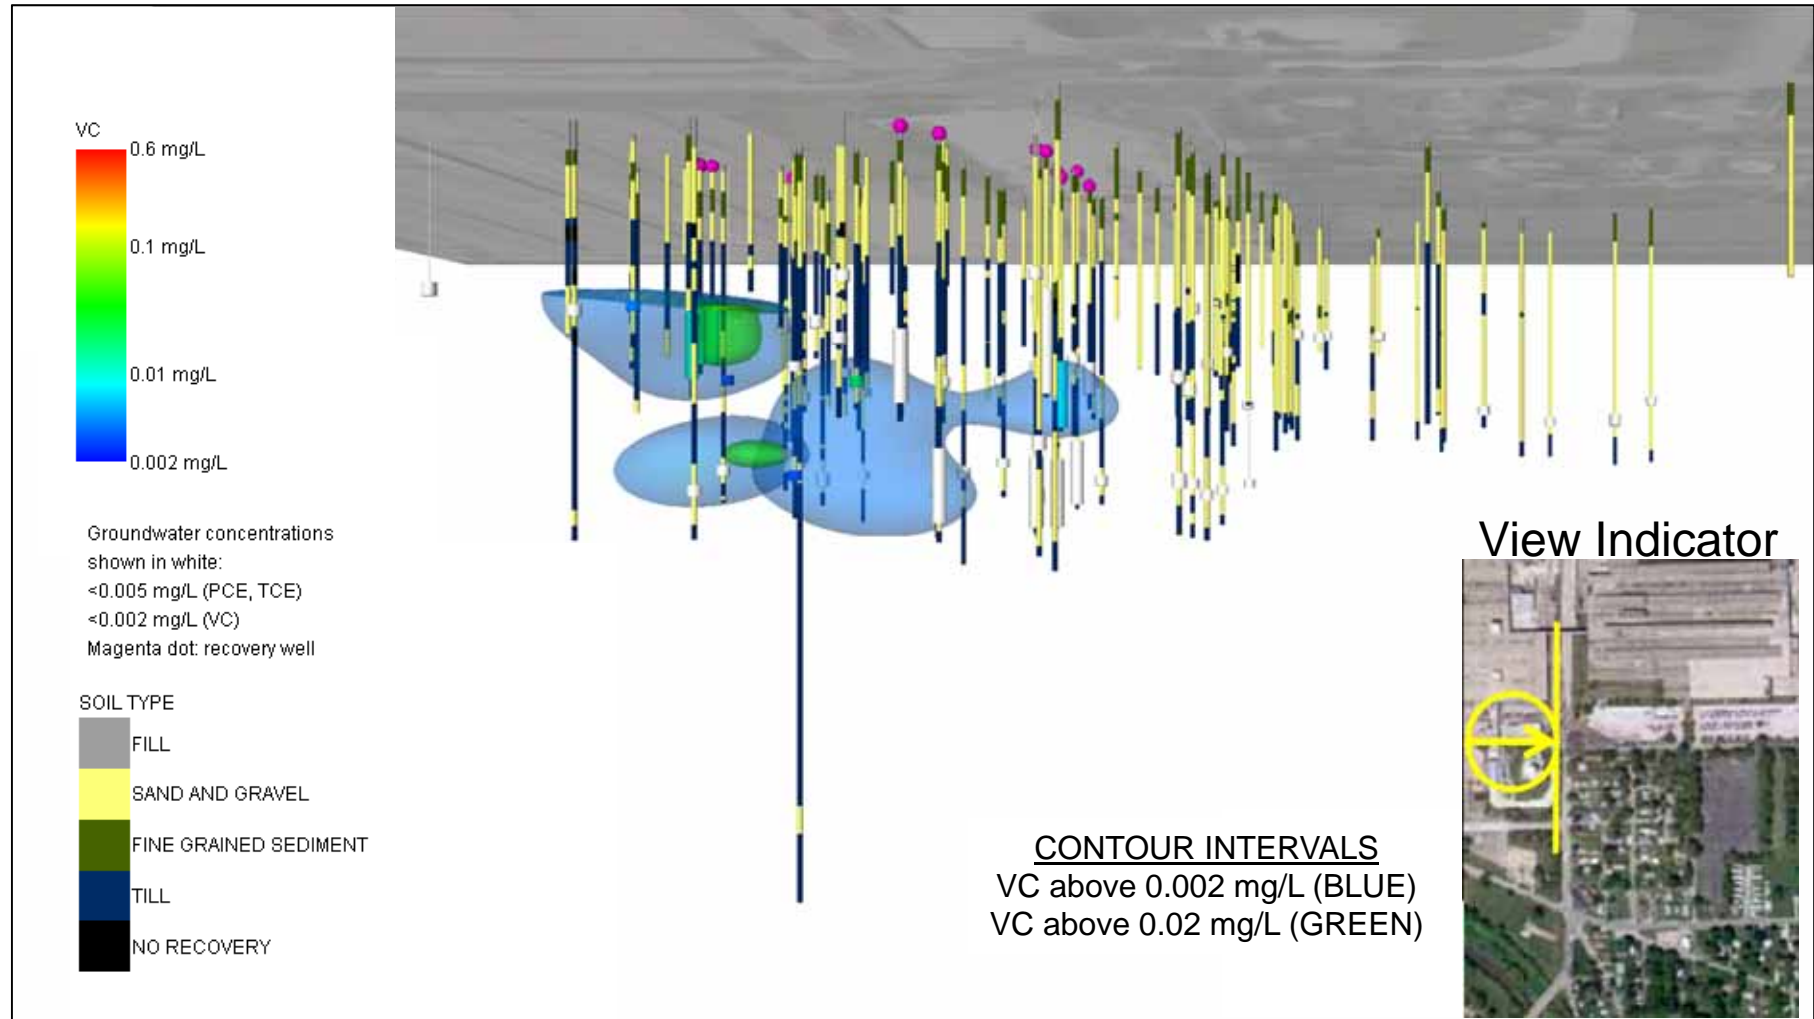 VC
0.6 mg/L
0.1 mg/L
0.01 mg/L
0.002 mg/L
Groundwater concentrations
shown in white:
<0.005 mg/L (PCE, TCE)
<0.002 mg/L (VC)
Magenta dot: recovery well
SOIL TYPE
FILL
SAND AND GRAVEL
FINE GRAINED SEDIMENT
TILL
NO RECOVERY
View Indicator
CONTOUR INTERVALS
VC above 0.002 mg/L (BLUE)
VC above 0.02 mg/L (GREEN)